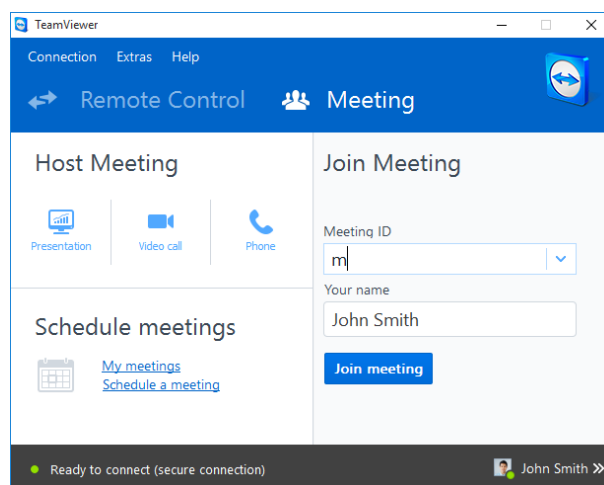 TeamViewer
Connection Extras Help
Remote Control Meeting
Host Meeting
Presentation Video call Phone
Schedule meetings
My meetings
Schedule a meeting
Join Meeting
Meeting ID
m
Your name
John Smith
Join meeting
Ready to connect (secure connection) John Smith